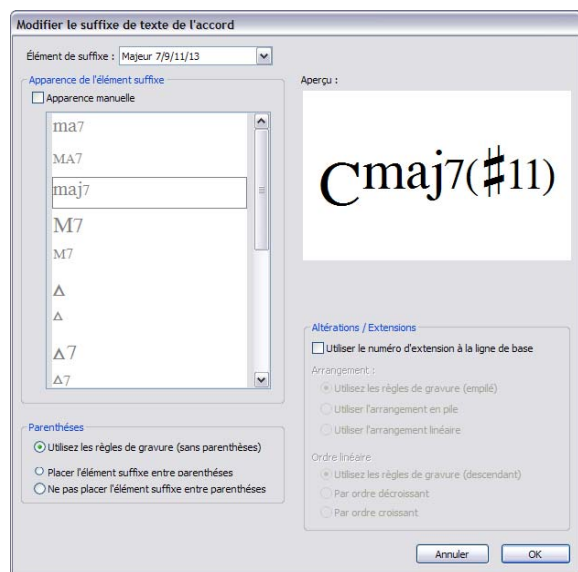 Modifier le suffixe de texte de l'accord
Élément de suffixe : Majeur 7/9/11/13
Apparence de l'élément suffixe
Apparence manuelle
ma7
MA7
maj7
M7
M7
Δ
Δ
Δ7
Δ7
Parenthéses
Utilisez les règles de gravure (sans parenthèses)
Placer l'élément suffixe entre parenthéses
Ne pas placer l'élément suffixe entre parenthéses
Aperçu :
Cmaj7(♯11)
Altérations / Extensions
Utiliser le numéro d'extension à la ligne de base
Arrangement :
Utilisez les règles de gravure (empilé)
Utiliser l'arrangement en pile
Utiliser l'arrangement linéaire
Ordre linéaire
Utilisez les règles de gravure (descendant)
Par ordre décroissant
Par ordre croissant
Annuler OK